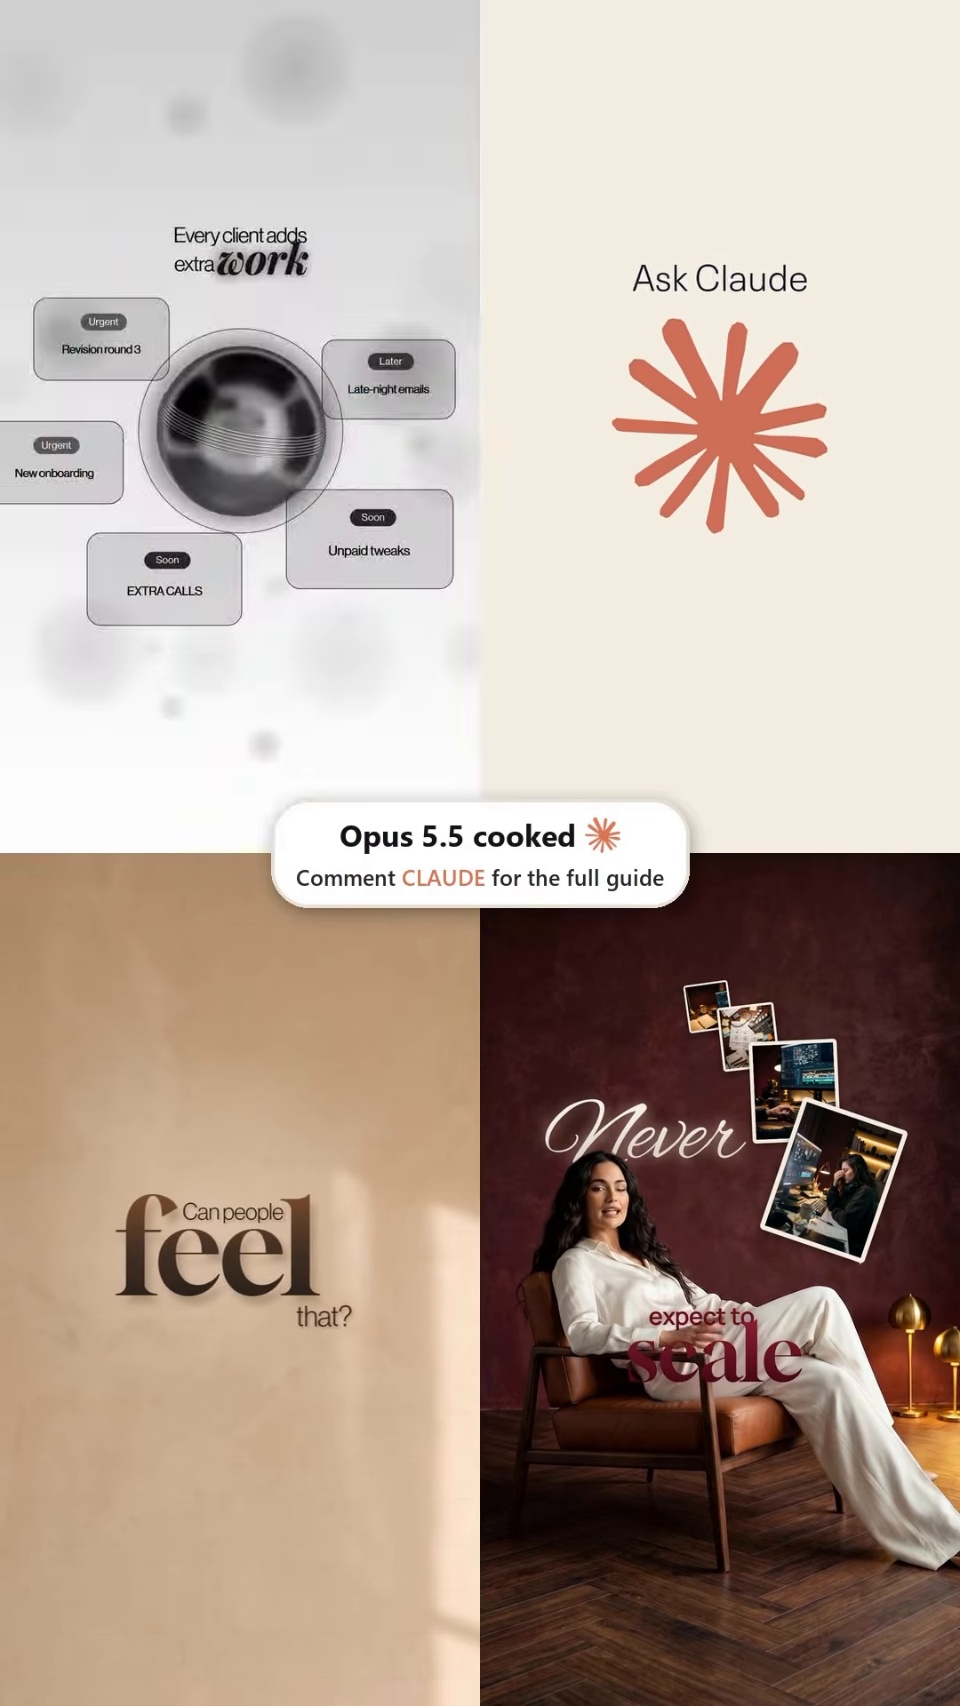 Every client adds
extra work
Urgent
Revision round 3
Later
Late-night emails
Urgent
New onboarding
Soon
Unpaid tweaks
Soon
EXTRA CALLS
Ask Claude
Opus 5.5 cooked
Comment CLAUDE for the full guide
Can people
feel
that?
Never
expect to
scale